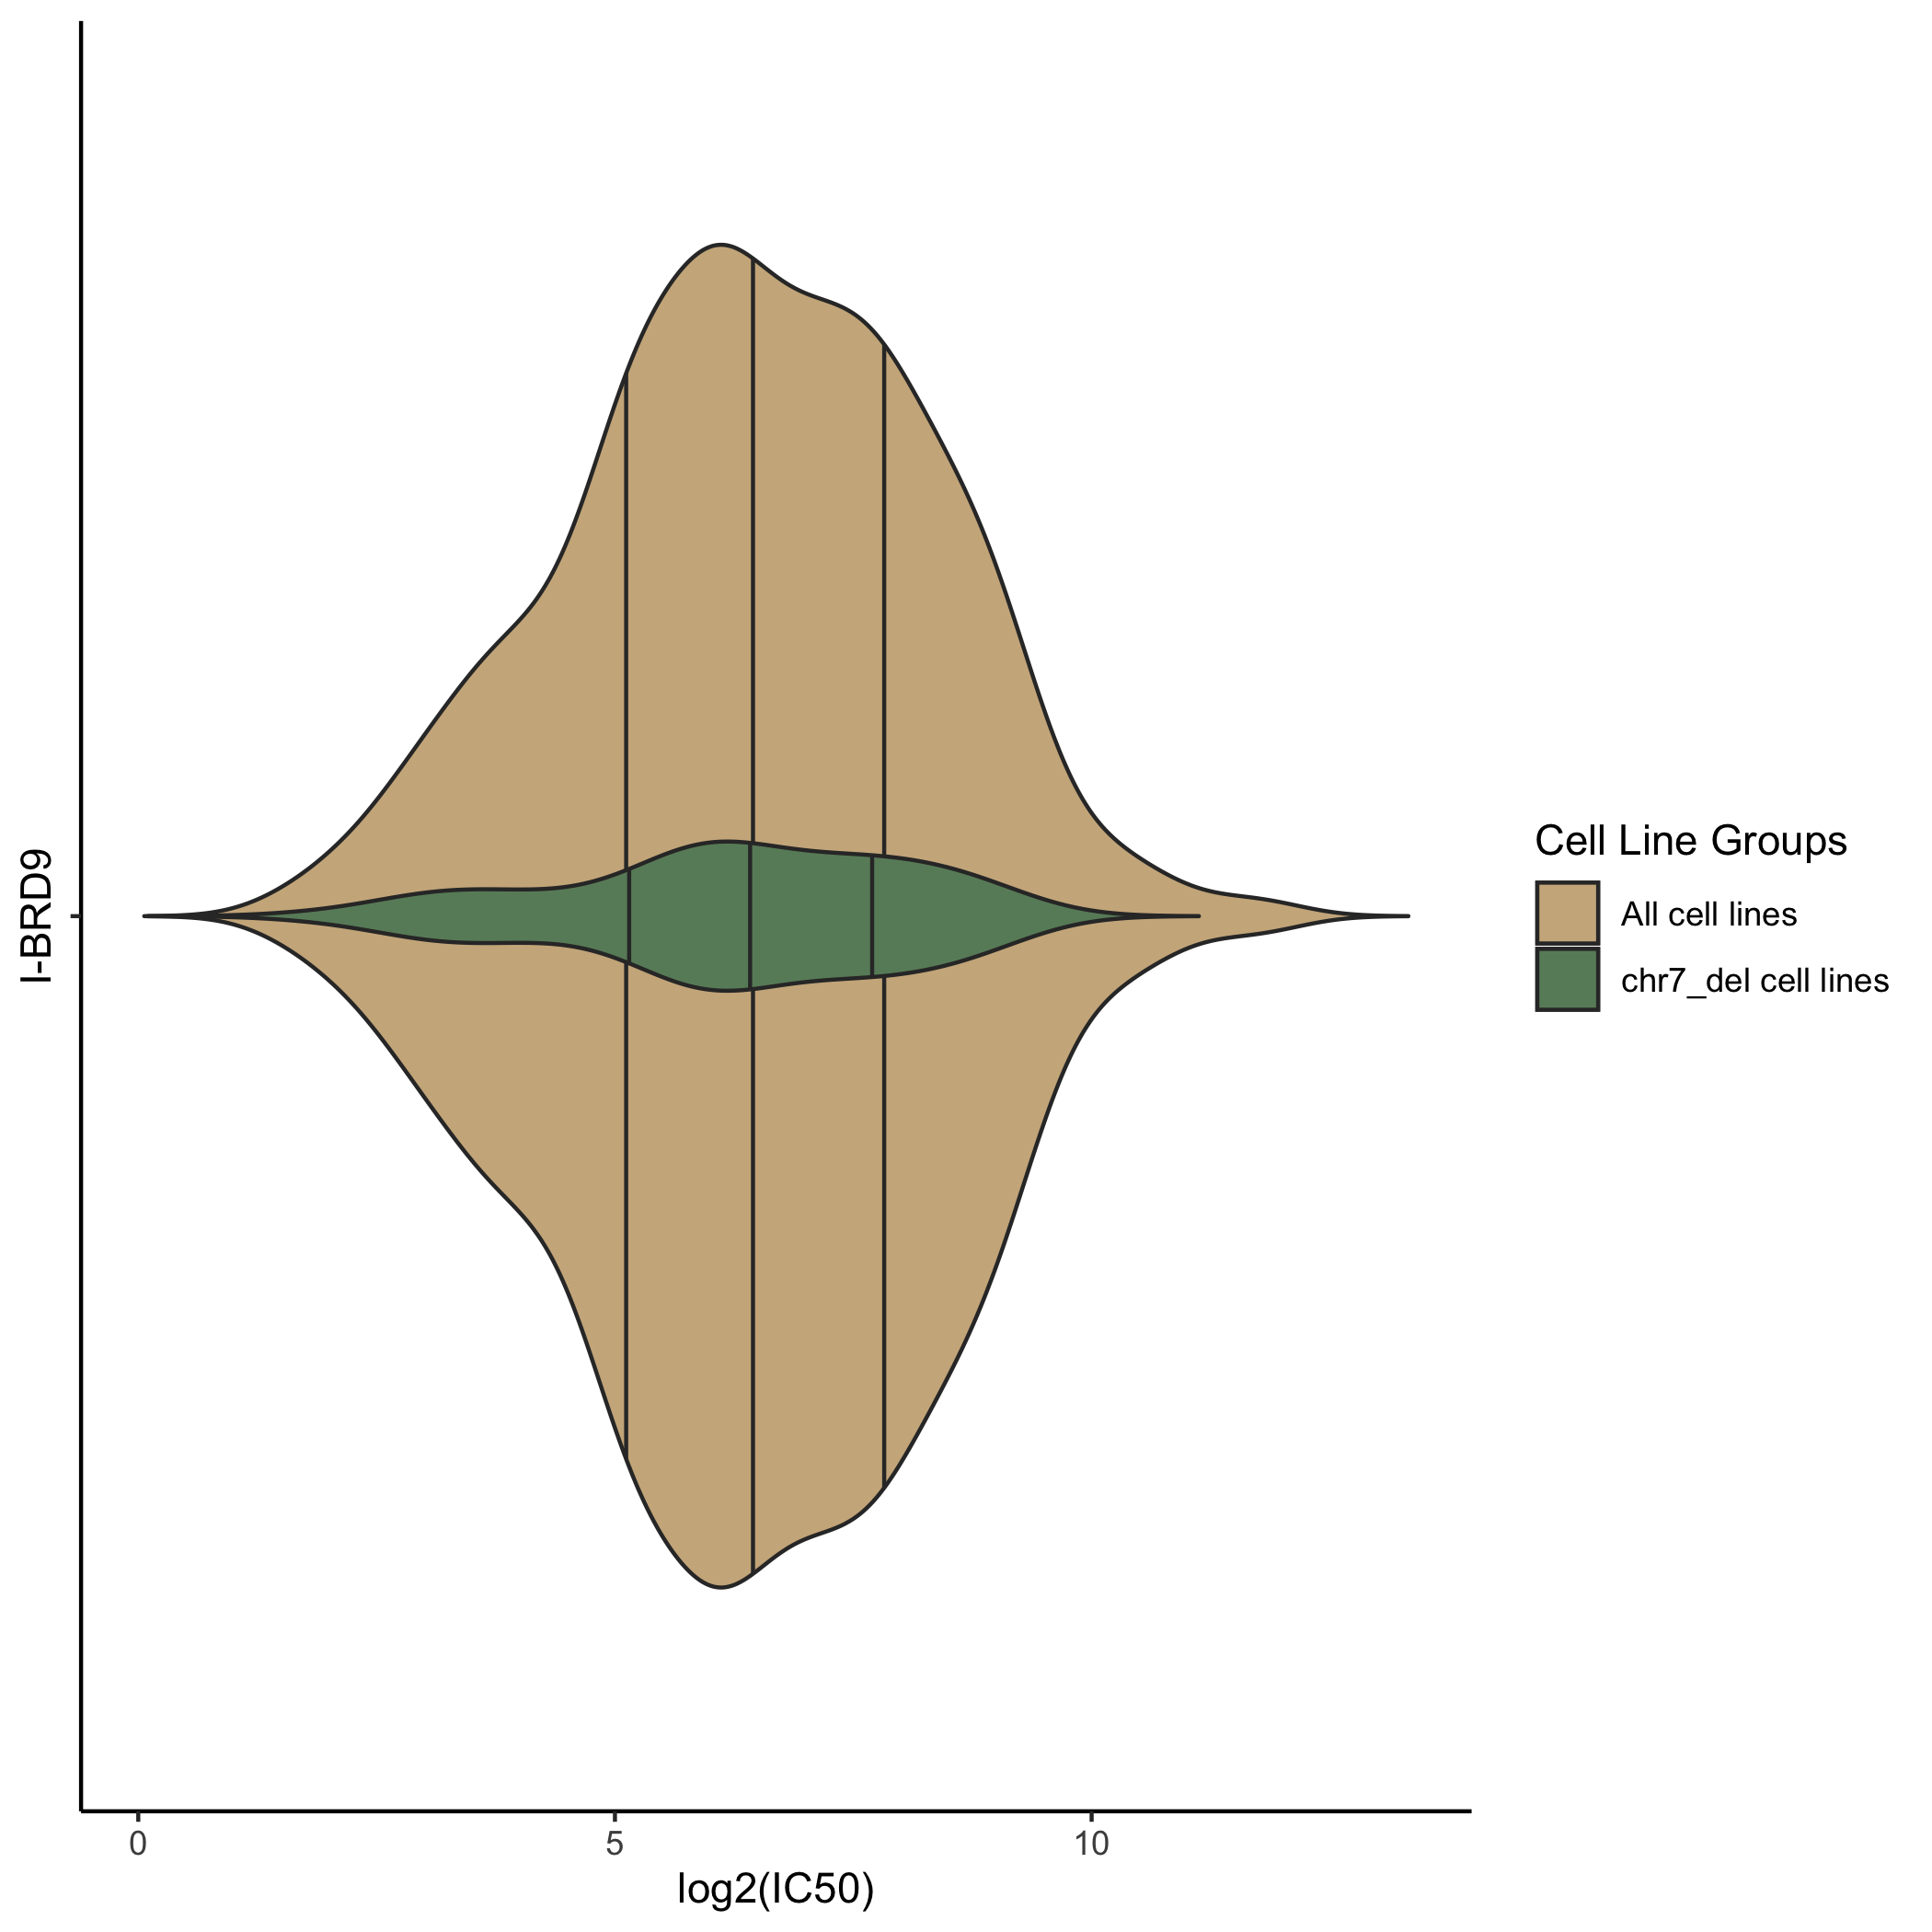 I-BRD9
Cell Line Groups
All cell lines
chr7_del cell lines
0 5 10
log2(IC50)